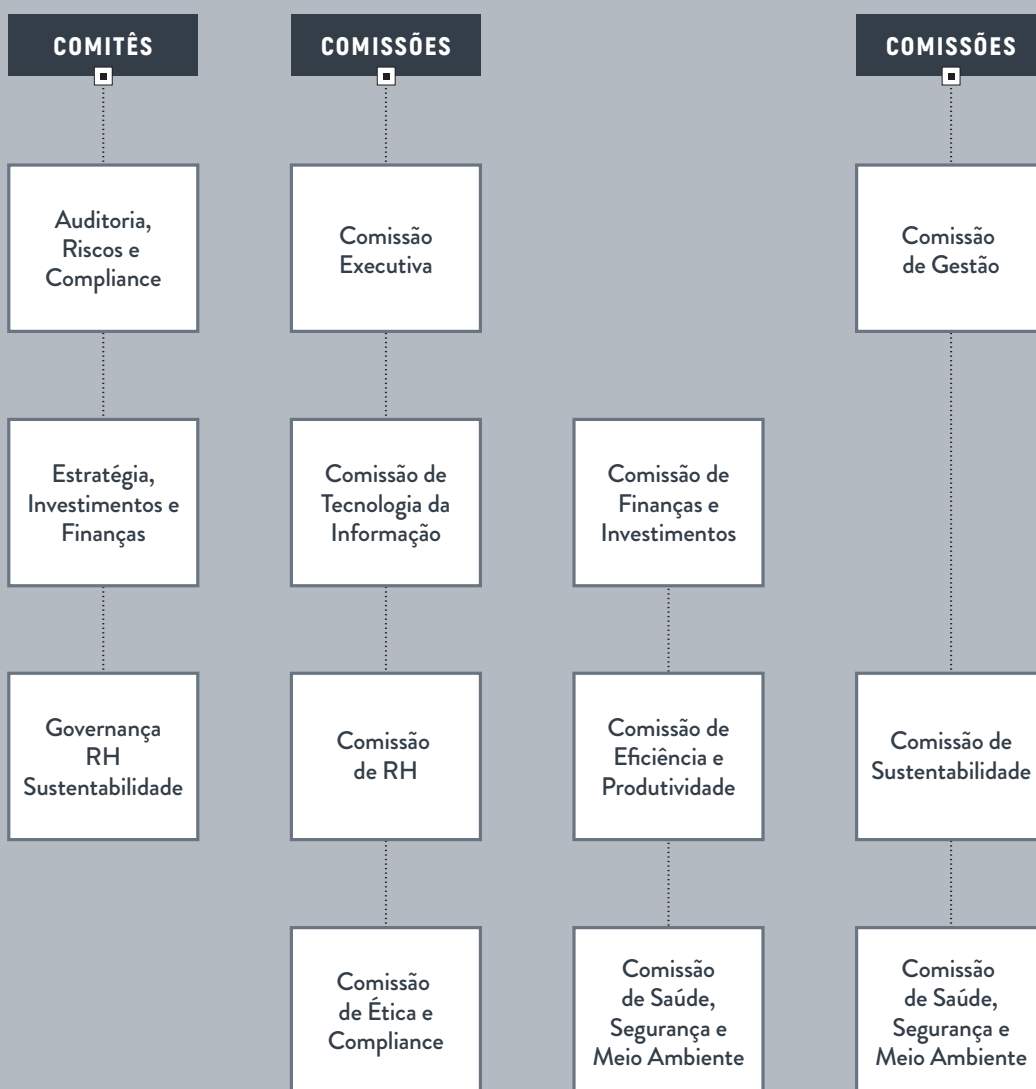 COMITÊS
Auditoria,
Riscos e
Compliance
Estratégia,
Investimentos e
Finanças
Governança
RH
Sustentabilidade
COMISSÕES
Comissão
Executiva
Comissão de
Tecnologia da
Informação
Comissão
de RH
Comissão
de Ética e
Compliance
Comissão de
Finanças e
Investimentos
Comissão de
Eficiência e
Produtividade
Comissão
de Saúde,
Segurança e
Meio Ambiente
COMISSÕES
Comissão
de Gestão
Comissão de
Sustentabilidade
Comissão
de Saúde,
Segurança e
Meio Ambiente